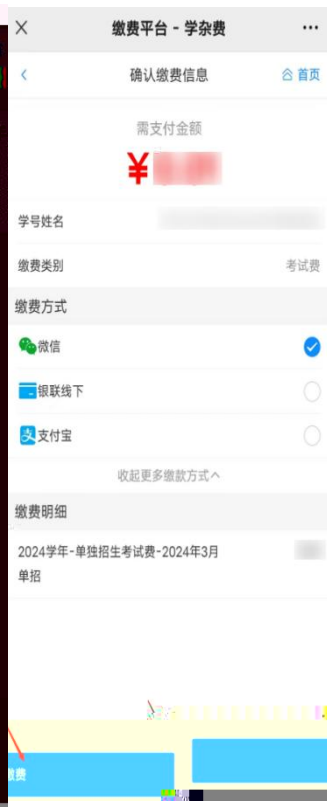 缴费平台 - 学杂费
确认缴费信息
首页
需支付金额
¥
学号姓名
缴费类别
考试费
缴费方式
微信
银联线下
支付宝
收起更多缴款方式
缴费明细
2024学年-单独招生考试费-2024年3月
单招
费